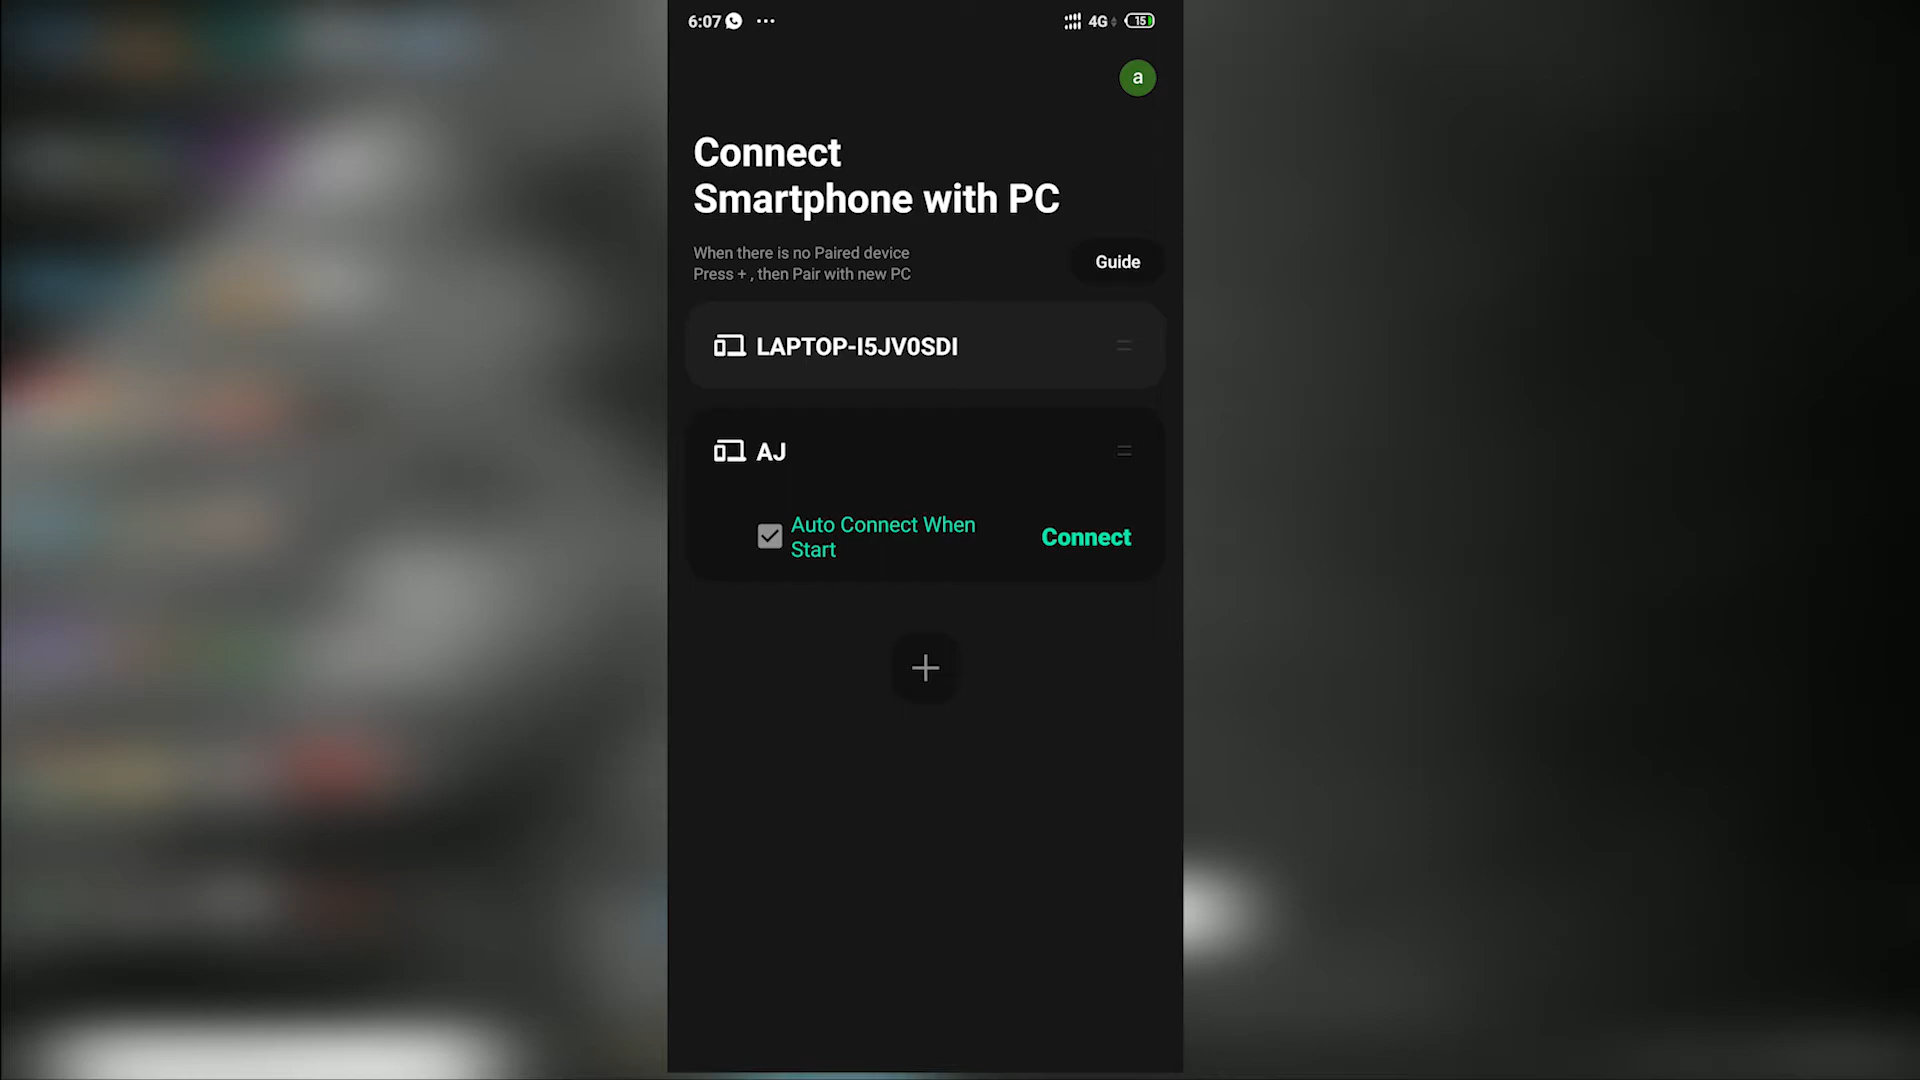 6:07 ... 4G 15
a
Connect
Smartphone with PC
When there is no Paired device
Press + , then Pair with new PC
Guide
LAPTOP-I5JV0SDI
AJ
Auto Connect When
Start
Connect
+